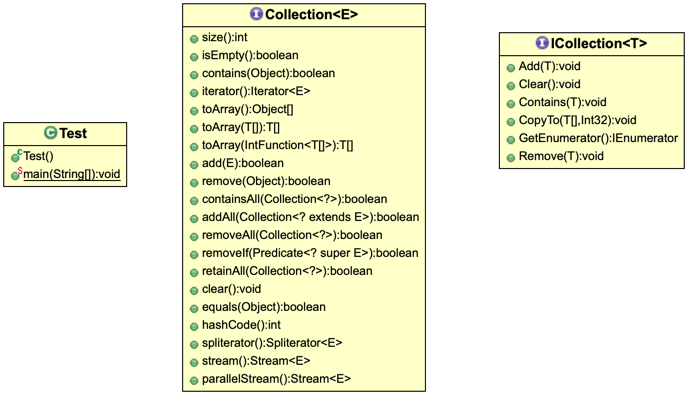 Test
Test()
main(String[]):void
Collection<E>
size():int
isEmpty():boolean
contains(Object):boolean
iterator():Iterator<E>
toArray():Object[]
toArray(T[]):T[]
toArray(IntFunction<T[]>):T[]
add(E):boolean
remove(Object):boolean
containsAll(Collection<?>):boolean
addAll(Collection<? extends E>):boolean
removeAll(Collection<?>):boolean
removeIf(Predicate<? super E>):boolean
retainAll(Collection<?>):boolean
clear():void
equals(Object):boolean
hashCode():int
spliterator():Spliterator<E>
stream():Stream<E>
parallelStream():Stream<E>
ICollection<T>
Add(T):void
Clear():void
Contains(T):void
CopyTo(T[],Int32):void
GetEnumerator():IEnumerator
Remove(T):void